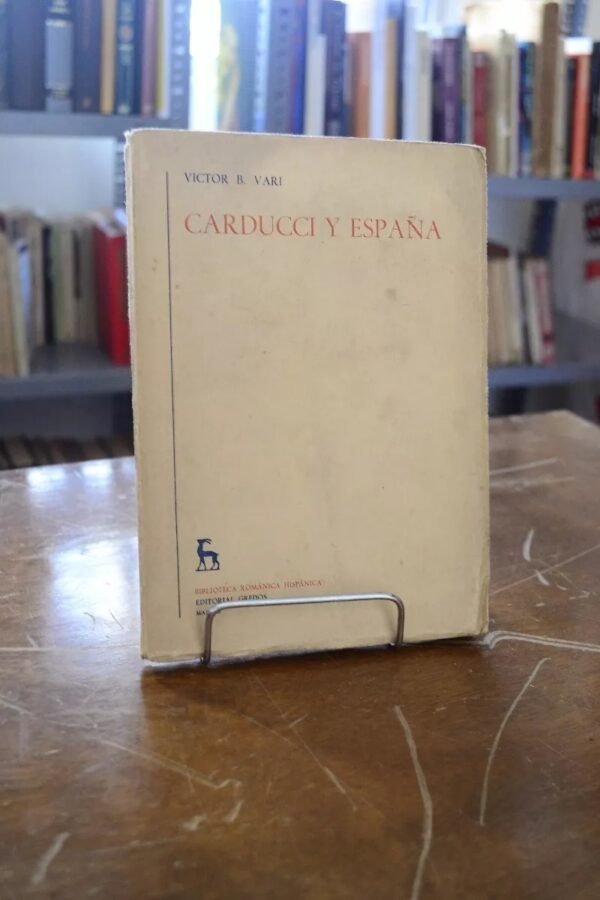 VICTOR B. VARI
CARDUCCI Y ESPAÑA
BIBLIOTECA ROMÁNICA HISPÁNICA
EDITORIAL GREDOS